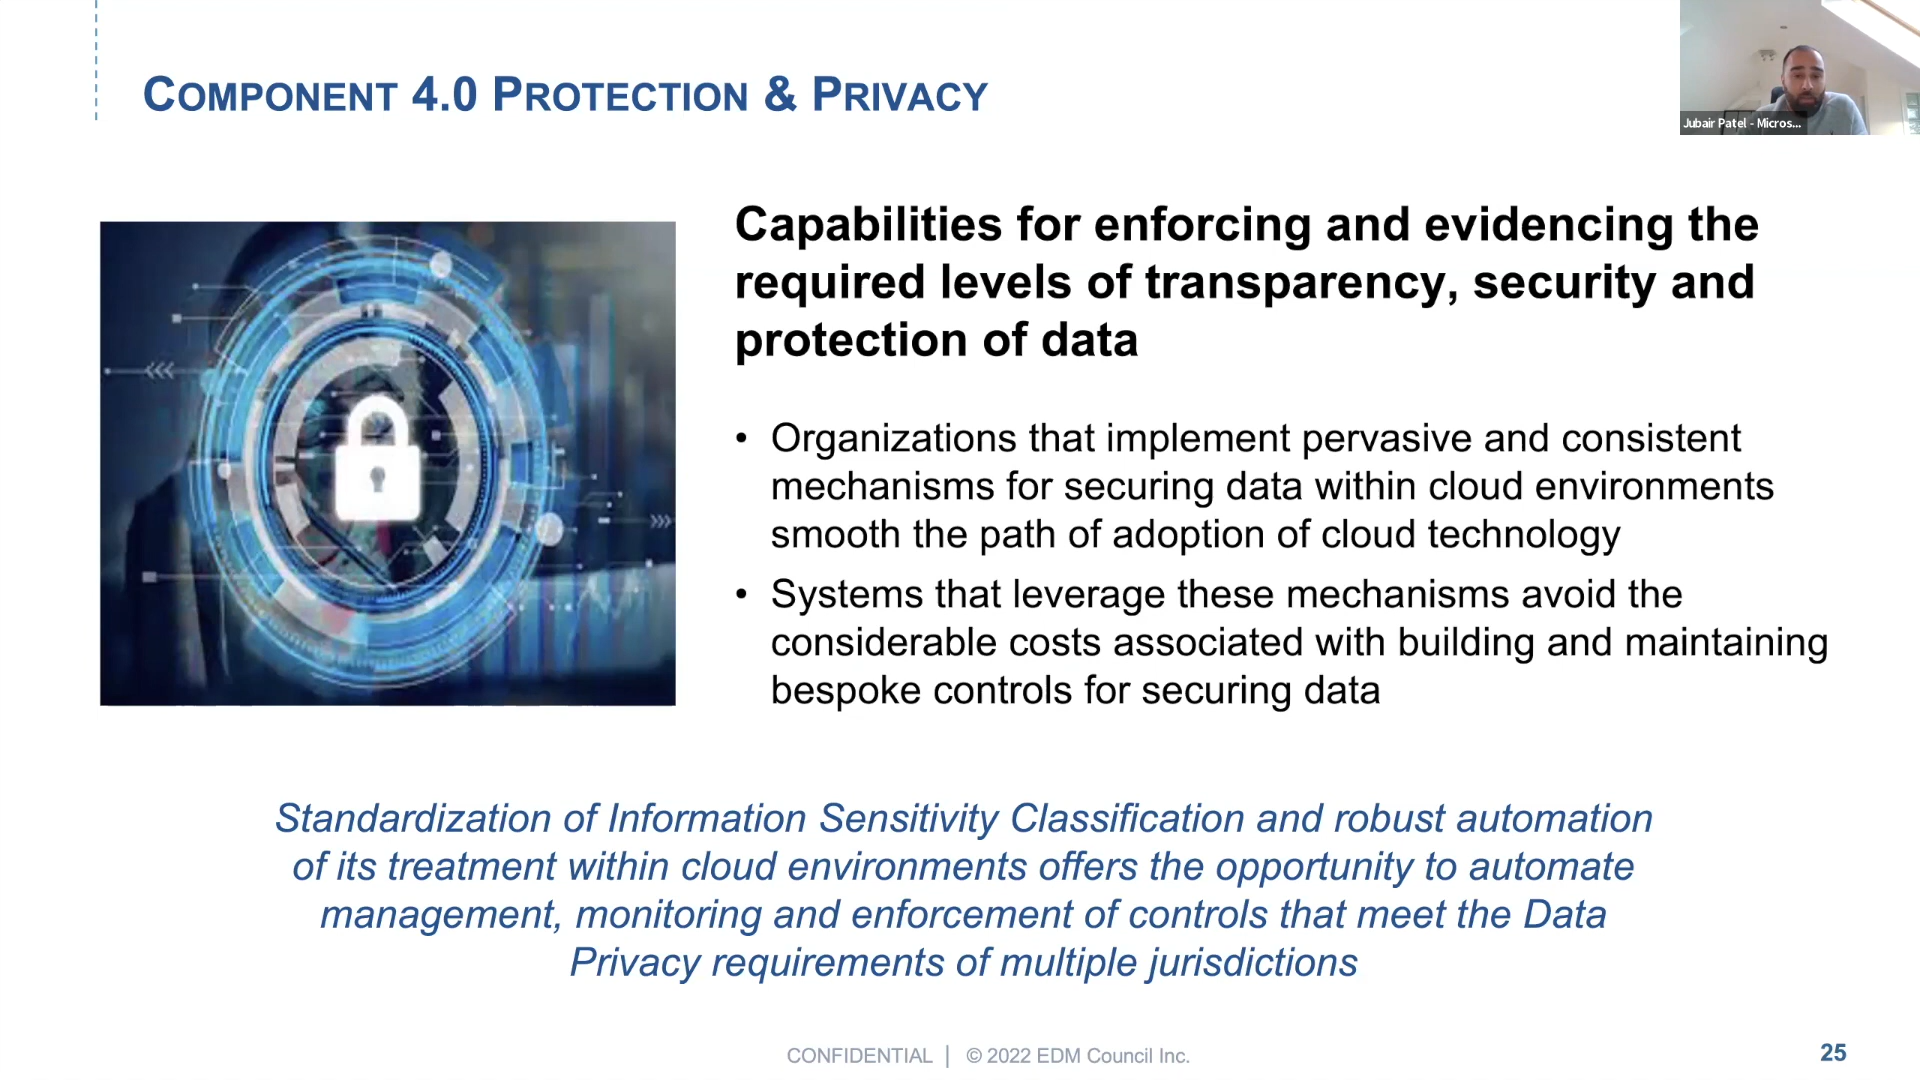 COMPONENT 4.0 PROTECTION & PRIVACY
Jubair Patel - Micros...
Capabilities for enforcing and evidencing the
required levels of transparency, security and
protection of data
• Organizations that implement pervasive and consistent
mechanisms for securing data within cloud environments
smooth the path of adoption of cloud technology
• Systems that leverage these mechanisms avoid the
considerable costs associated with building and maintaining
bespoke controls for securing data
Standardization of Information Sensitivity Classification and robust automation
of its treatment within cloud environments offers the opportunity to automate
management, monitoring and enforcement of controls that meet the Data
Privacy requirements of multiple jurisdictions
CONFIDENTIAL | © 2022 EDM Council Inc.
25